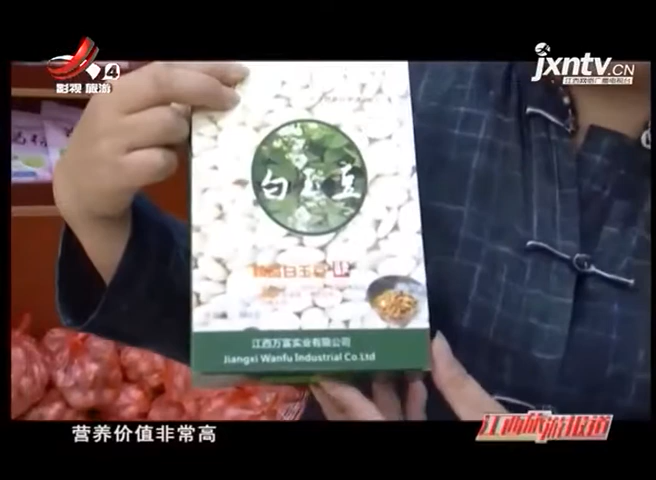 4
影视 旅游
jxntv.CN
江西网络广播电视台
白玉豆
江西万富实业有限公司
Jiangxi Wanfu Industrial Co.Ltd
营养价值非常高
江西旅游报道